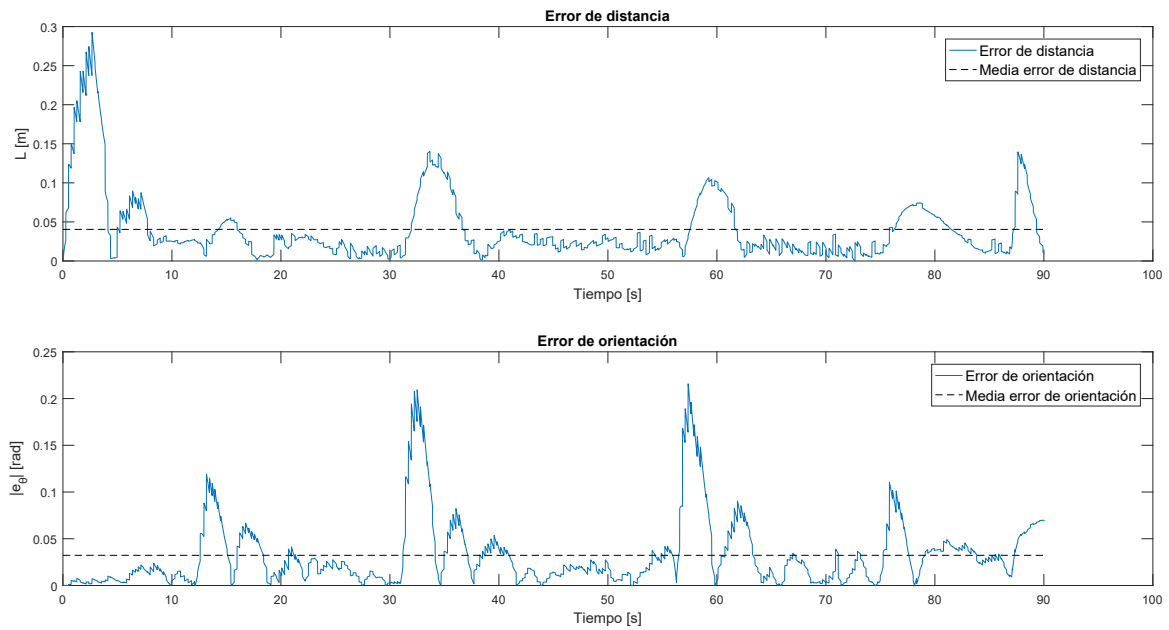 Error de distancia
0.3
0.25
0.2
0.15
0.1
0.05
0
L [m]
Error de distancia
Media error de distancia
0 10 20 30 40 50 60 70 80 90 100
Tiempo [s]
Error de orientación
0.25
0.2
0.15
0.1
0.05
0
|eθ| [rad]
Error de orientación
Media error de orientación
0 10 20 30 40 50 60 70 80 90 100
Tiempo [s]